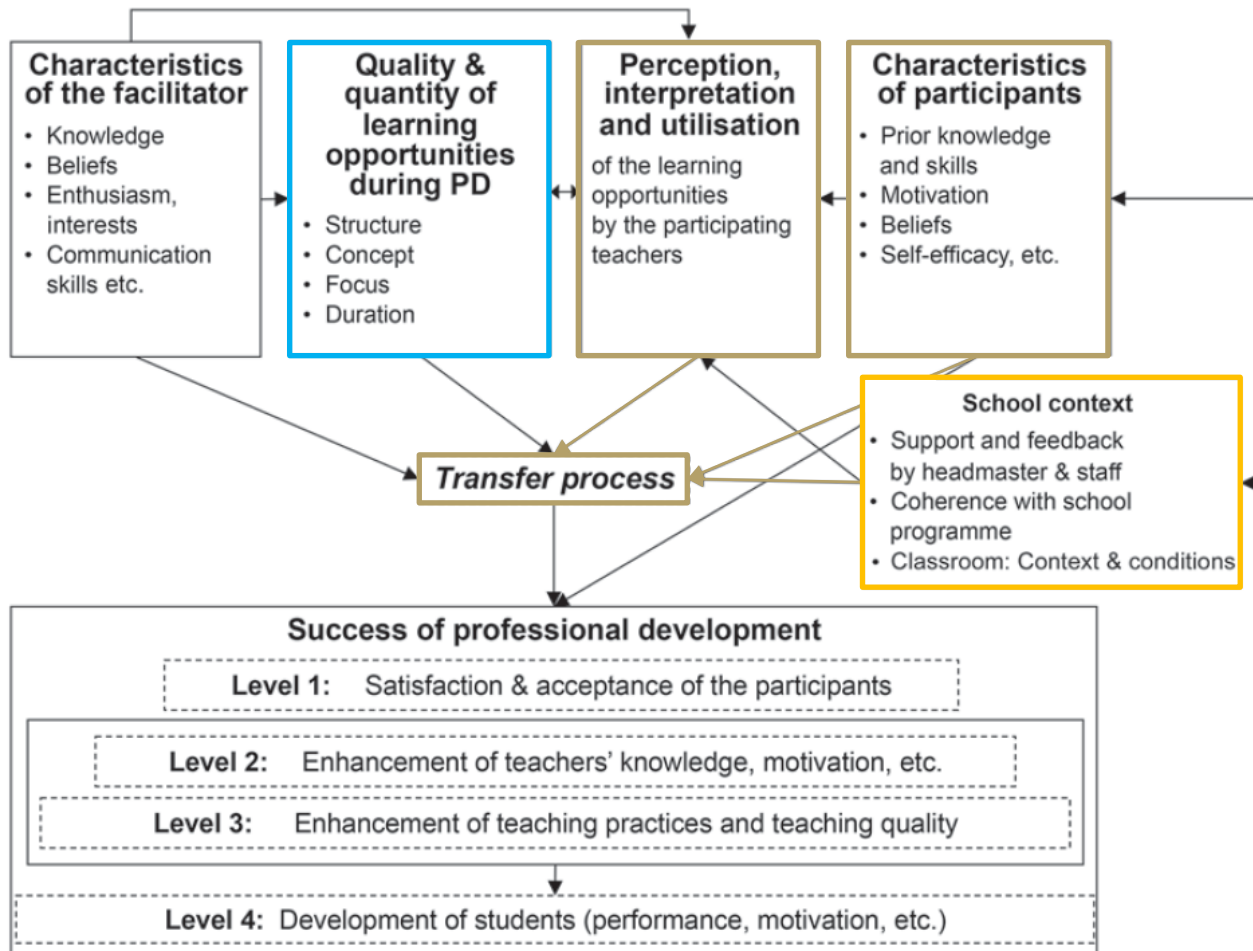 Characteristics
of the facilitator
• Knowledge
• Beliefs
• Enthusiasm,
interests
• Communication
skills etc.
Quality &
quantity of
learning
opportunities
during PD
• Structure
• Concept
• Focus
• Duration
Perception,
interpretation
and utilisation
of the learning
opportunities
by the participating
teachers
Characteristics
of participants
• Prior knowledge
and skills
• Motivation
• Beliefs
• Self-efficacy, etc.
School context
• Support and feedback
by headmaster & staff
• Coherence with school
programme
• Classroom: Context & conditions
Transfer process
Success of professional development
Level 1: Satisfaction & acceptance of the participants
Level 2: Enhancement of teachers’ knowledge, motivation, etc.
Level 3: Enhancement of teaching practices and teaching quality
Level 4: Development of students (performance, motivation, etc.)